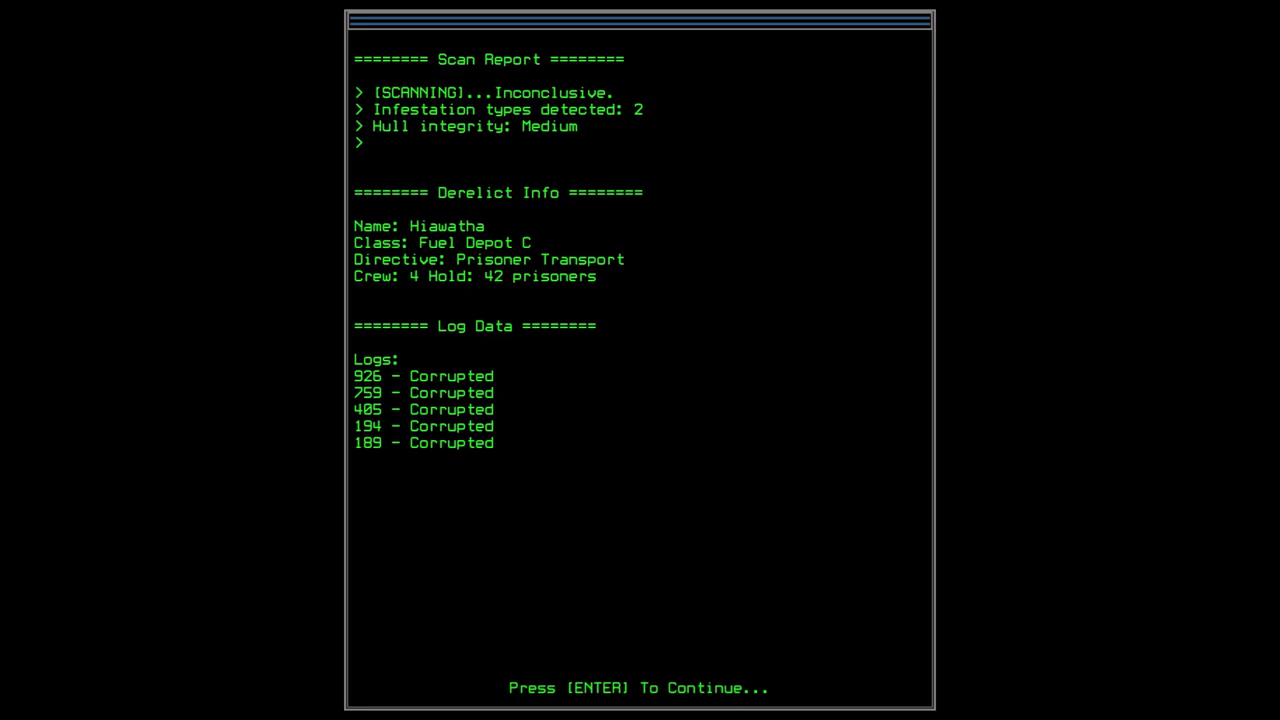 ======== Scan Report ========
> [SCANNING]...Inconclusive.
> Infestation types detected: 2
> Hull integrity: Medium
>
======== Derelict Info ========
Name: Hiawatha
Class: Fuel Depot C
Directive: Prisoner Transport
Crew: 4 Hold: 42 prisoners
======== Log Data ========
Logs:
926 - Corrupted
759 - Corrupted
405 - Corrupted
194 - Corrupted
189 - Corrupted
Press [ENTER] To Continue...